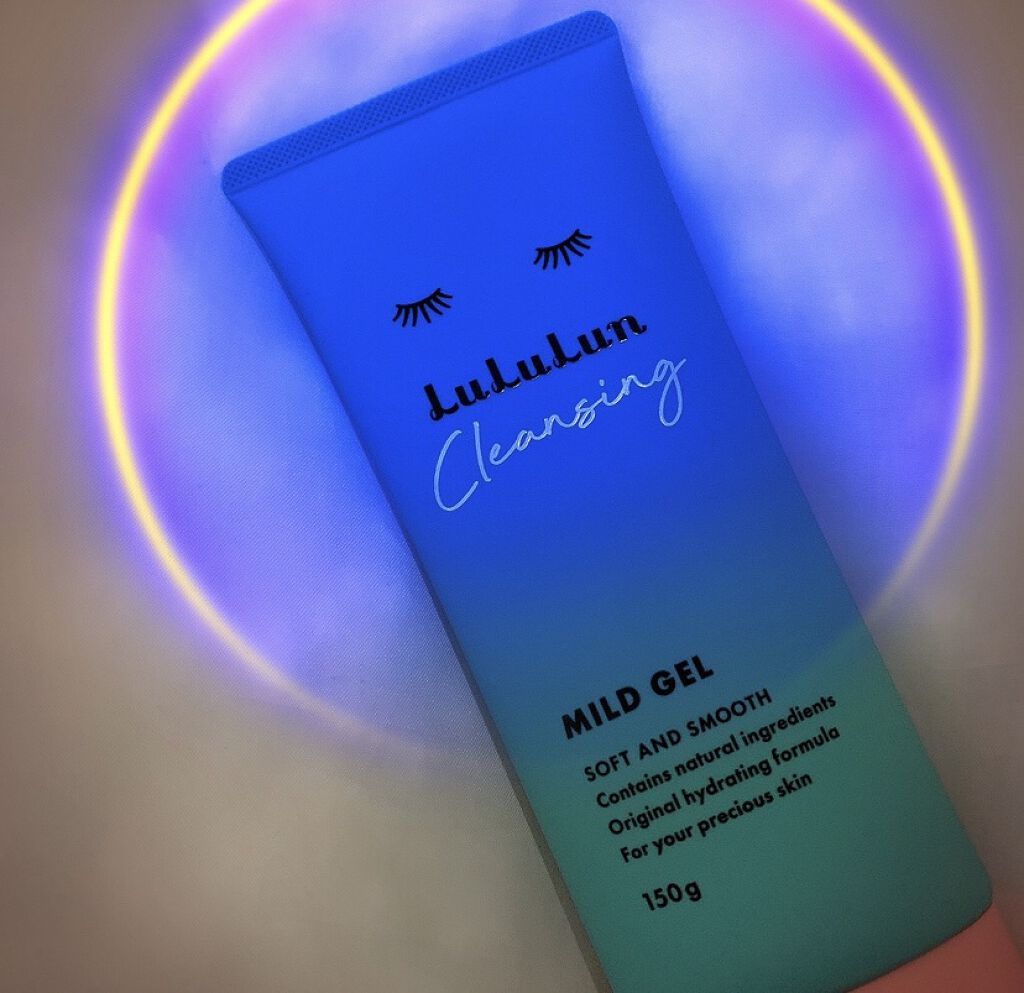 LuLuLun
Cleansing
MILD GEL
SOFT AND SMOOTH
Contains natural ingredients
Original hydrating formula
For your precious skin
150g